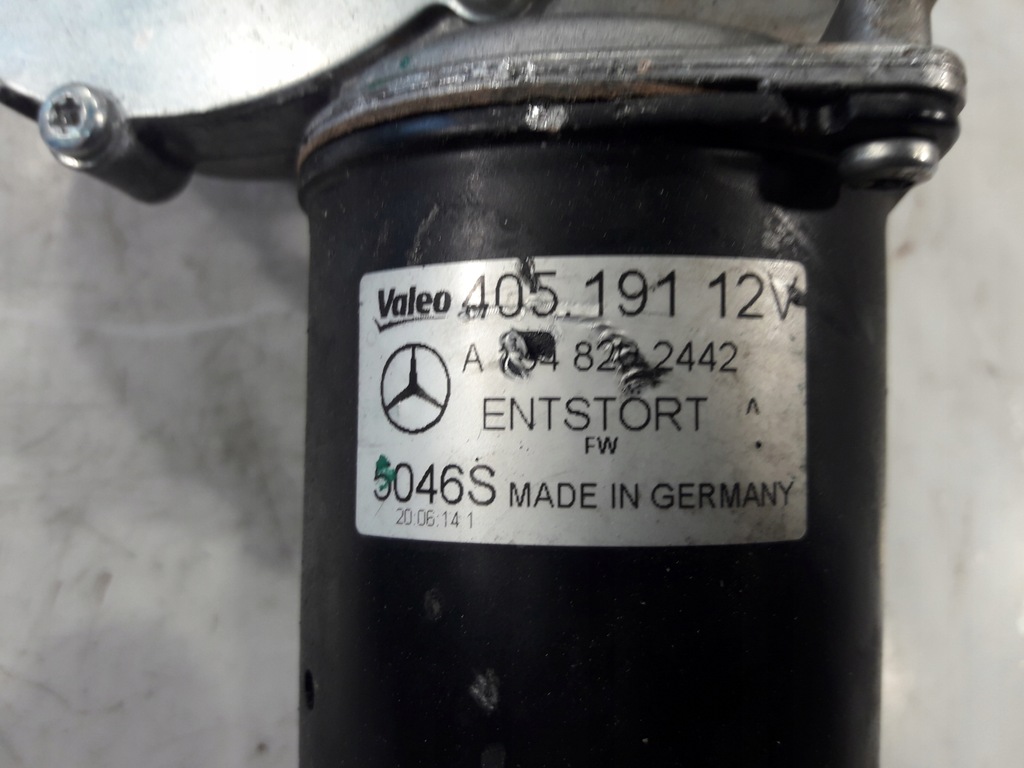 Valeo 405.191 12V
A 2442
ENTSTORT ^
FW
5046S MADE IN GERMANY
20:06:14 1